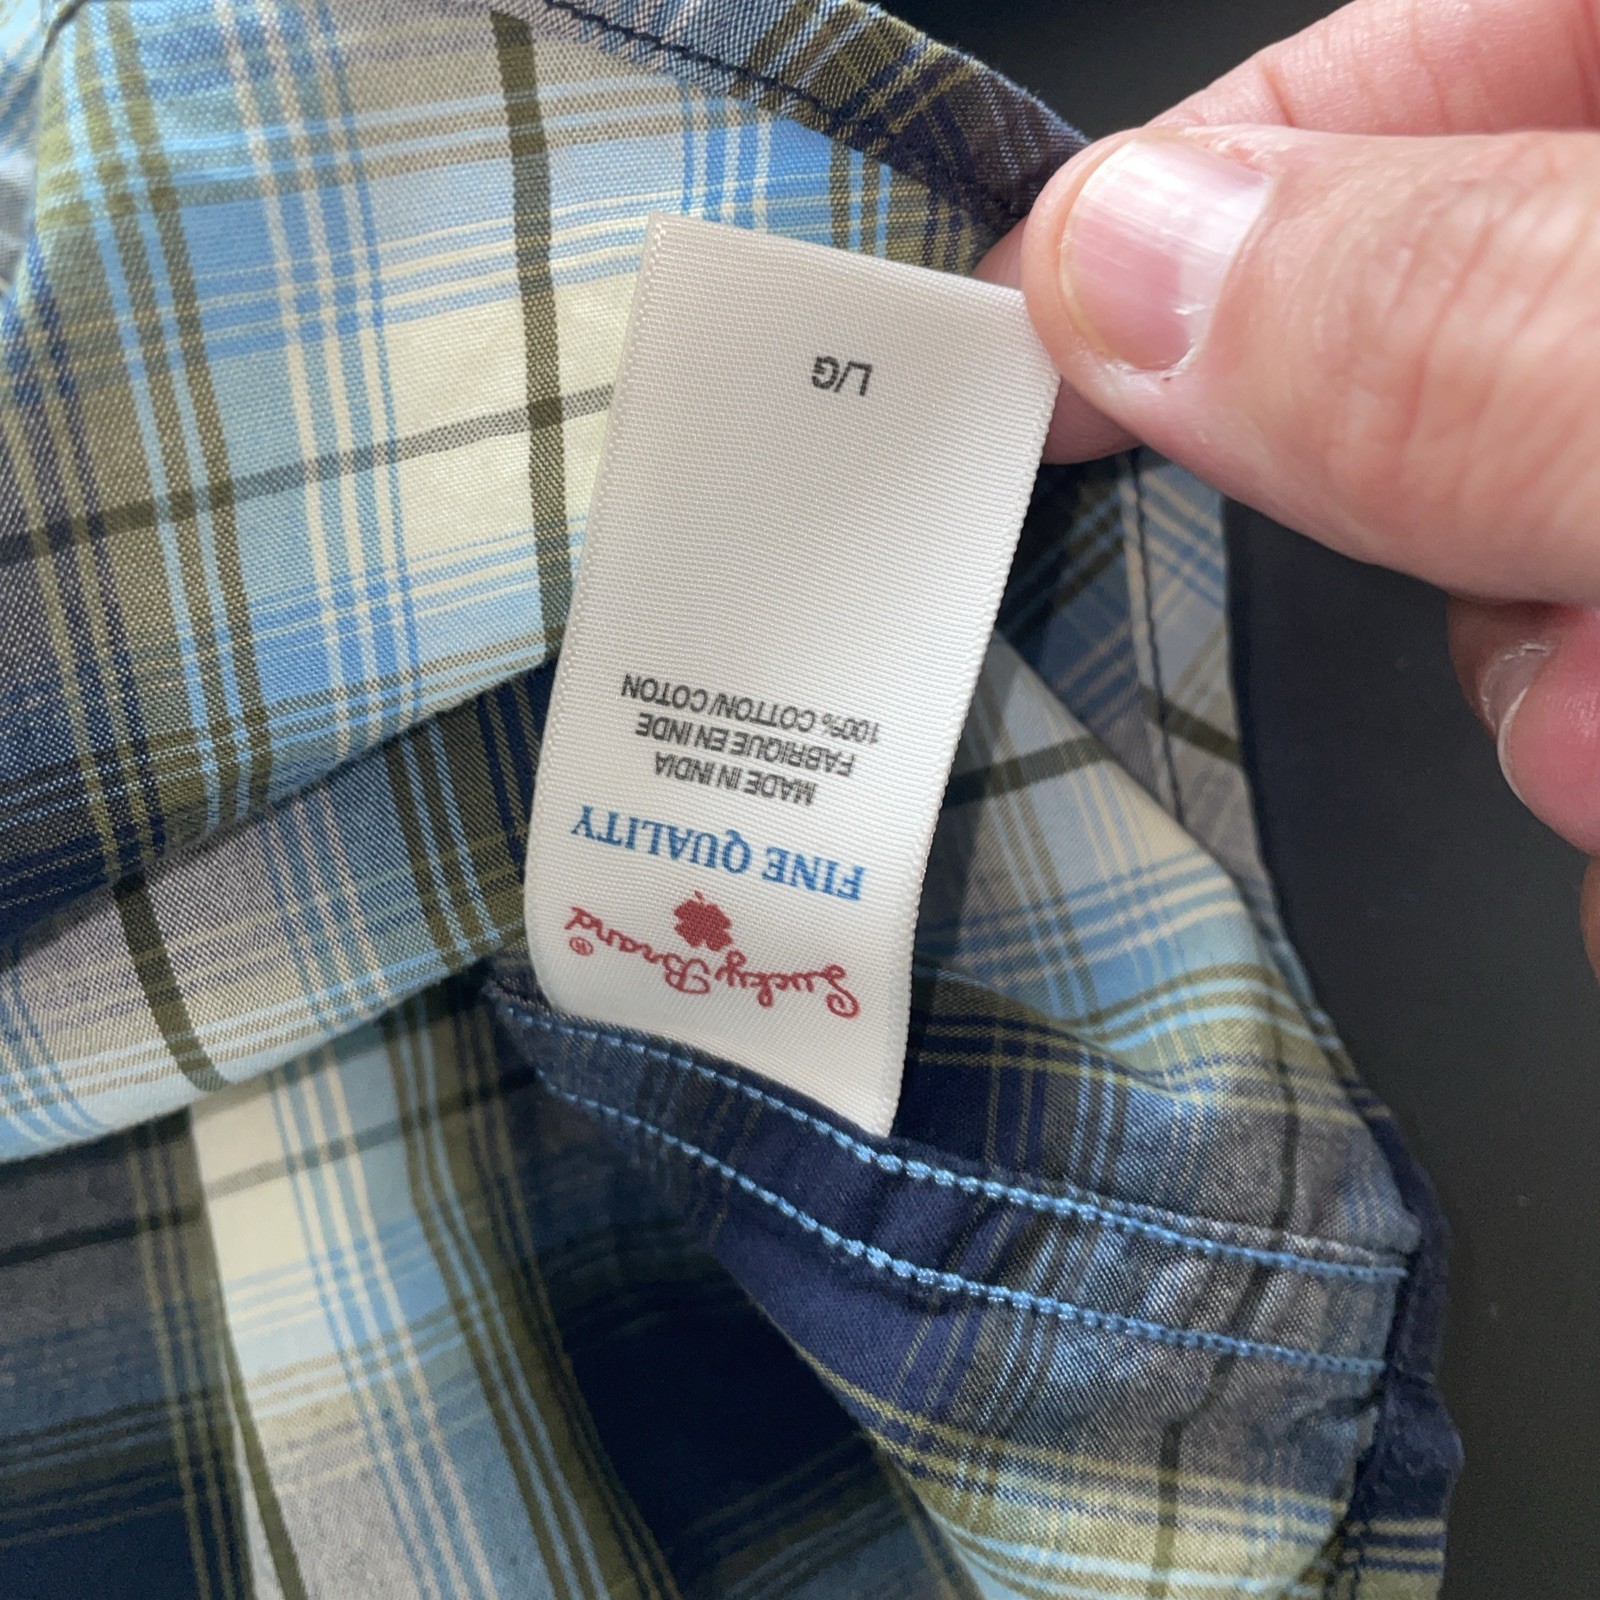 Lucky Brand®
FINE QUALITY
MADE IN INDIA
FABRIQUE EN INDE
100% COTTON/ COTON
L/G